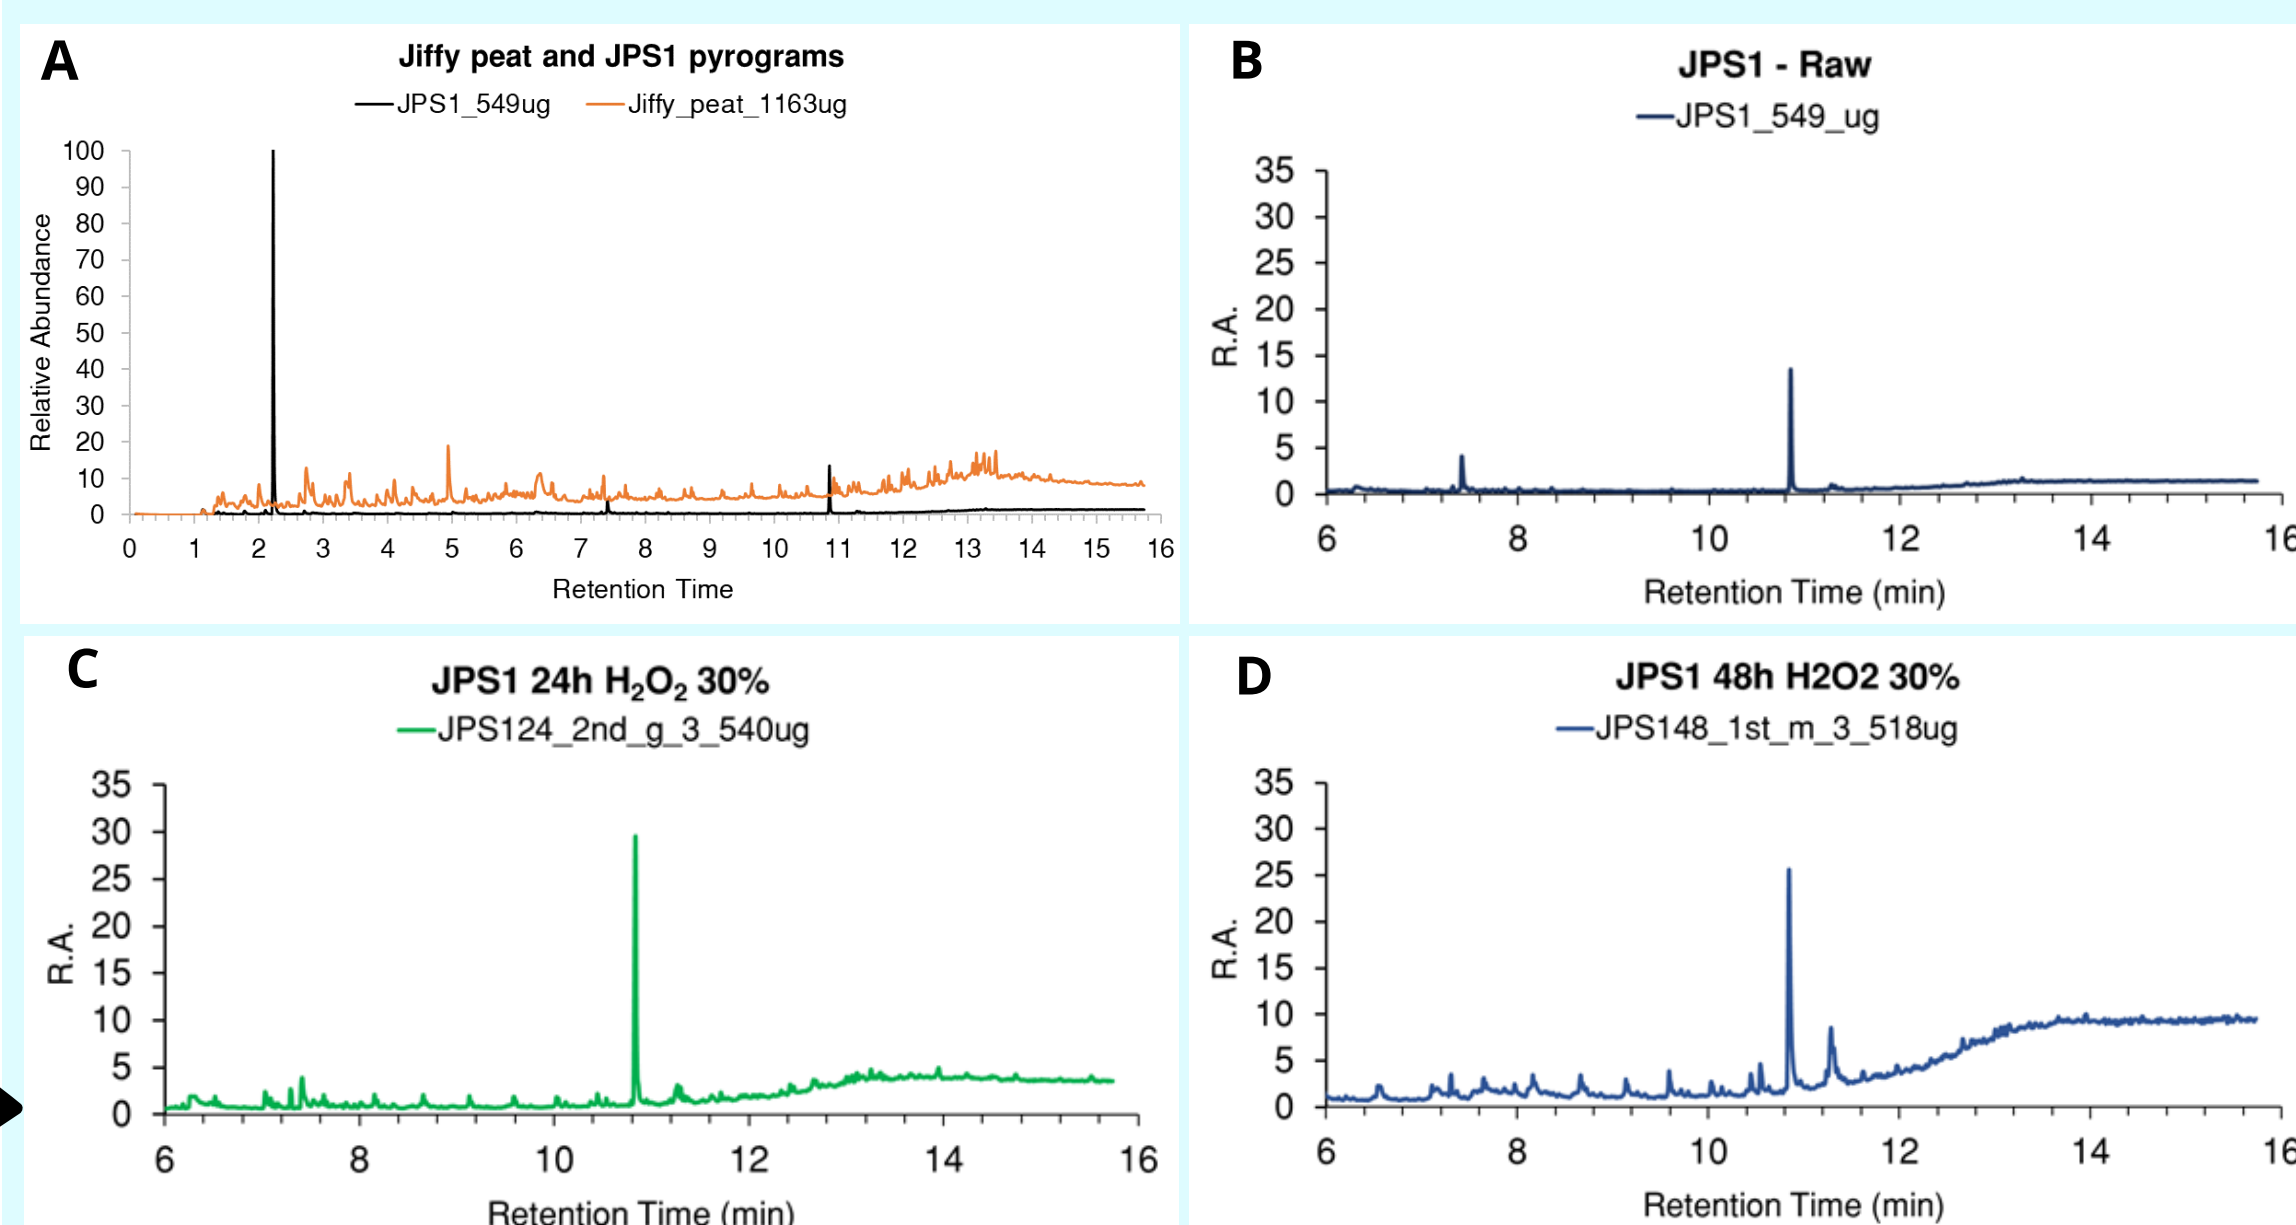 A
Jiffy peat and JPS1 pyrograms
JPS1_549ug Jiffy_peat_1163ug
100
90
80
70
60
50
40
30
20
10
0
Relative Abundance
0 1 2 3 4 5 6 7 8 9 10 11 12 13 14 15 16
Retention Time
B
JPS1 - Raw
JPS1_549_ug
35
30
25
20
15
10
5
0
R.A.
6 8 10 12 14 16
Retention Time (min)
C
JPS1 24h H₂O₂ 30%
JPS124_2nd_g_3_540ug
35
30
25
20
15
10
5
0
R.A.
6 8 10 12 14 16
Retention Time (min)
D
JPS1 48h H2O2 30%
JPS148_1st_m_3_518ug
35
30
25
20
15
10
5
0
R.A.
6 8 10 12 14 16
Retention Time (min)